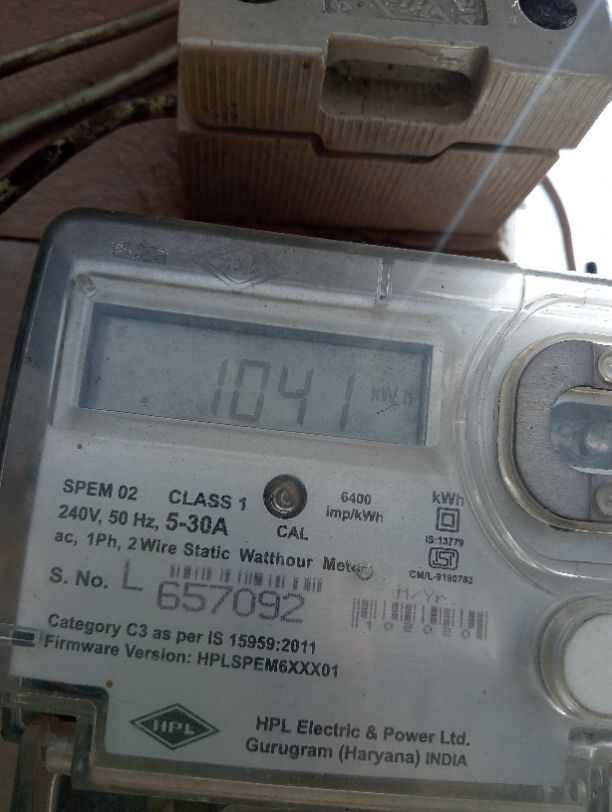 1041 kWh
SPEM 02 CLASS 1
240V, 50 Hz, 5-30A
CAL
6400
imp/kWh
kWh
IS:13779
ISI
CM/L-9190783
ac, 1Ph, 2 Wire Static Watthour Meter
S. No. L 657092
M/Yr.
102020
Category C3 as per IS 15959:2011
Firmware Version: HPLSPEM6XXX01
HPL
HPL Electric & Power Ltd.
Gurugram (Haryana) INDIA